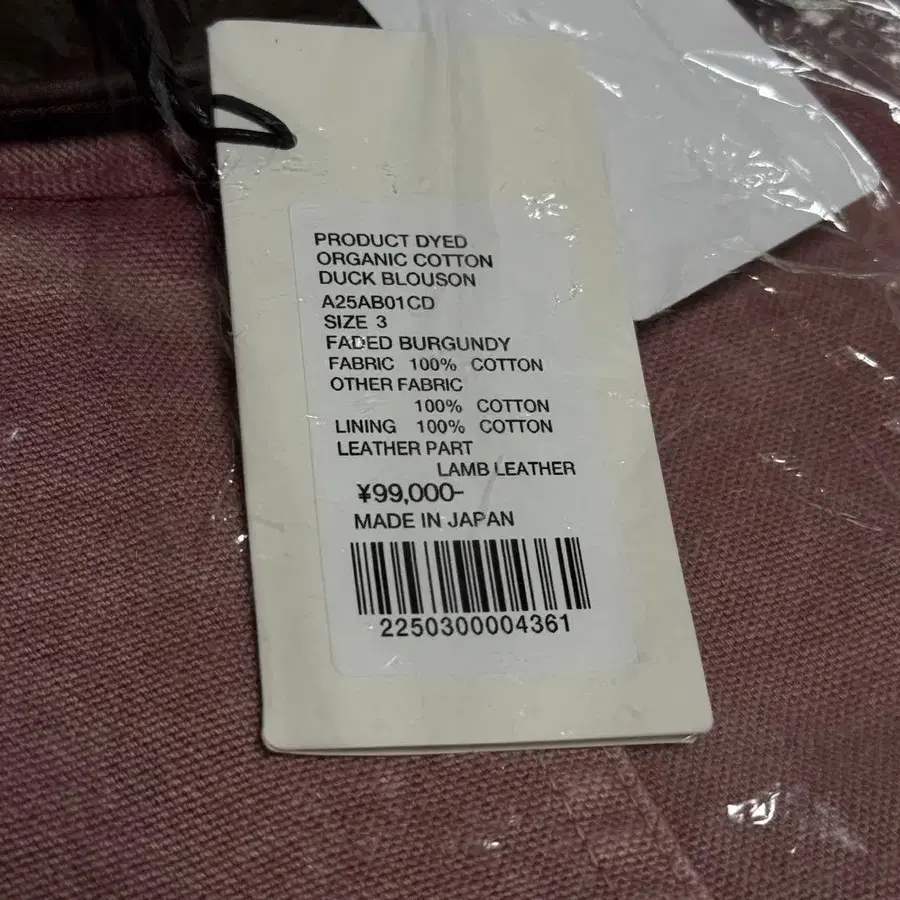 PRODUCT DYED
ORGANIC COTTON
DUCK BLOUSON
A25AB01CD
SIZE 3
FADED BURGUNDY
FABRIC 100% COTTON
OTHER FABRIC
100% COTTON
LINING 100% COTTON
LEATHER PART
LAMB LEATHER
¥99,000-
MADE IN JAPAN
2250300004361